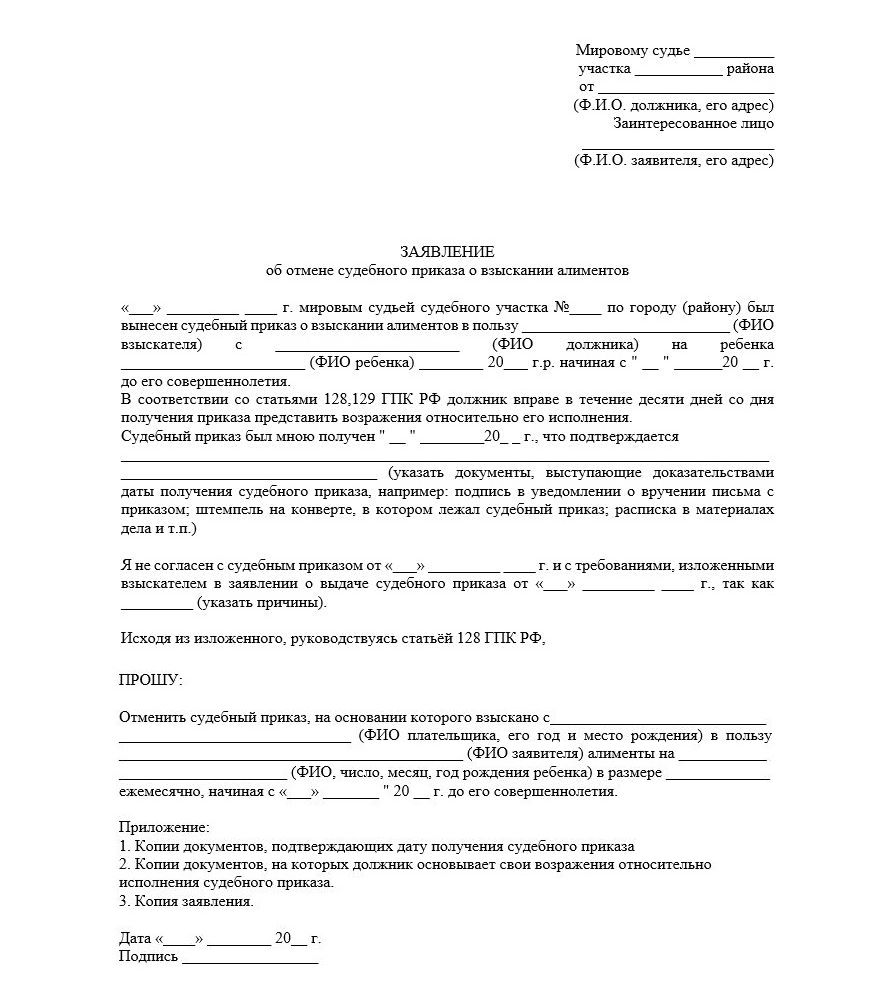 Мировому судье __________
участка ___________ района
от ______________________
(Ф.И.О. должника, его адрес)
Заинтересованное лицо
________________________
(Ф.И.О. заявителя, его адрес)
ЗАЯВЛЕНИЕ
об отмене судебного приказа о взыскании алиментов
«___» _________ ____ г. мировым судьей судебного участка №____ по городу (району) был
вынесен судебный приказ о взыскании алиментов в пользу __________________________ (ФИО
взыскателя) с _______________________ (ФИО должника) на ребенка
_______________________ (ФИО ребенка) ________ 20___ г.р. начиная с " __ " ______20 __ г.
до его совершеннолетия.
В соответствии со статьями 128,129 ГПК РФ должник вправе в течение десяти дней со дня
получения приказа представить возражения относительно его исполнения.
Судебный приказ был мною получен " __ " ________20_ _ г., что подтверждается
_________________________________________________________________________________
________________________________ (указать документы, выступающие доказательствами
даты получения судебного приказа, например: подпись в уведомлении о вручении письма с
приказом; штемпель на конверте, в котором лежал судебный приказ; расписка в материалах
дела и т.п.)
Я не согласен с судебным приказом от «___» _________ ____ г. и с требованиями, изложенными
взыскателем в заявлении о выдаче судебного приказа от «___» _________ ____ г., так как
_________ (указать причины).
Исходя из изложенного, руководствуясь статьёй 128 ГПК РФ,
ПРОШУ:
Отменить судебный приказ, на основании которого взыскано с___________________________
_____________________________ (ФИО плательщика, его год и место рождения) в пользу
___________________________________________ (ФИО заявителя) алименты на ___________
_____________________ (ФИО, число, месяц, год рождения ребенка) в размере _____________
ежемесячно, начиная с «___» _______ " 20 __ г. до его совершеннолетия.
Приложение:
1. Копии документов, подтверждающих дату получения судебного приказа
2. Копии документов, на которых должник основывает свои возражения относительно
исполнения судебного приказа.
3. Копия заявления.
Дата «____» ________ 20__ г.
Подпись _________________